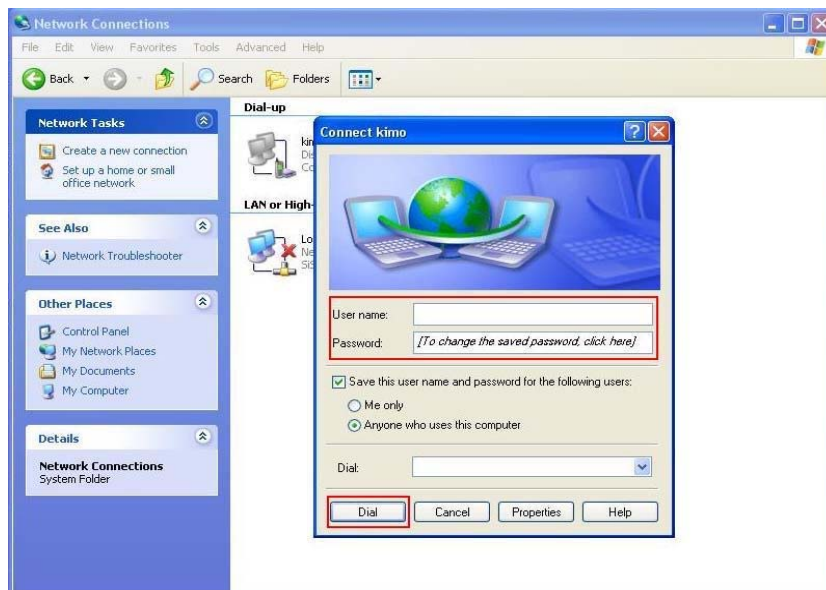 Network Connections
File Edit View Favorites Tools Advanced Help
Back Search Folders
Network Tasks
Create a new connection
Set up a home or small
office network
See Also
Network Troubleshooter
Other Places
Control Panel
My Network Places
My Documents
My Computer
Details
Network Connections
System Folder
Dial-up
LAN or High-
Connect kimo
User name:
Password: [To change the saved password, click here]
Save this user name and password for the following users:
Me only
Anyone who uses this computer
Dial:
Dial Cancel Properties Help